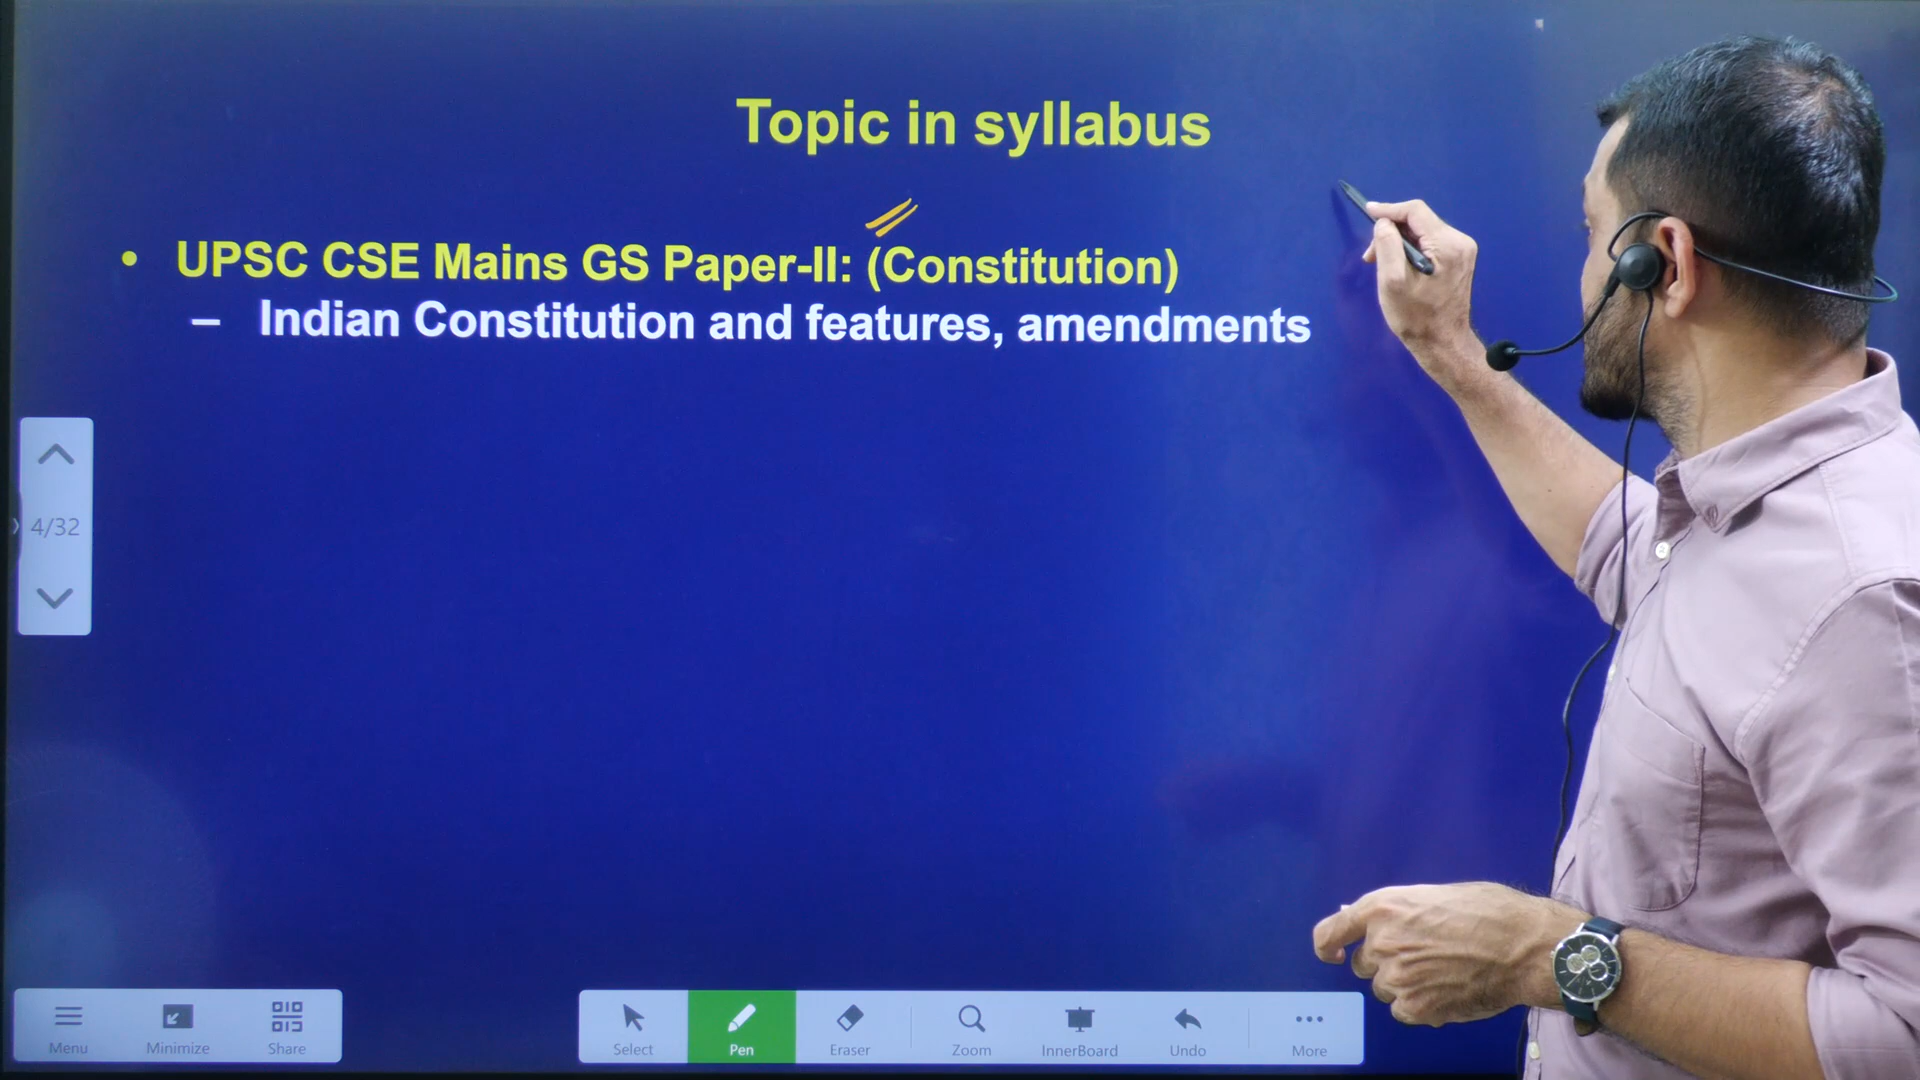 Topic in syllabus
• UPSC CSE Mains GS Paper-II: (Constitution)
– Indian Constitution and features, amendments
4/32
Menu Minimize Share
Select Pen Eraser Zoom InnerBoard Undo More